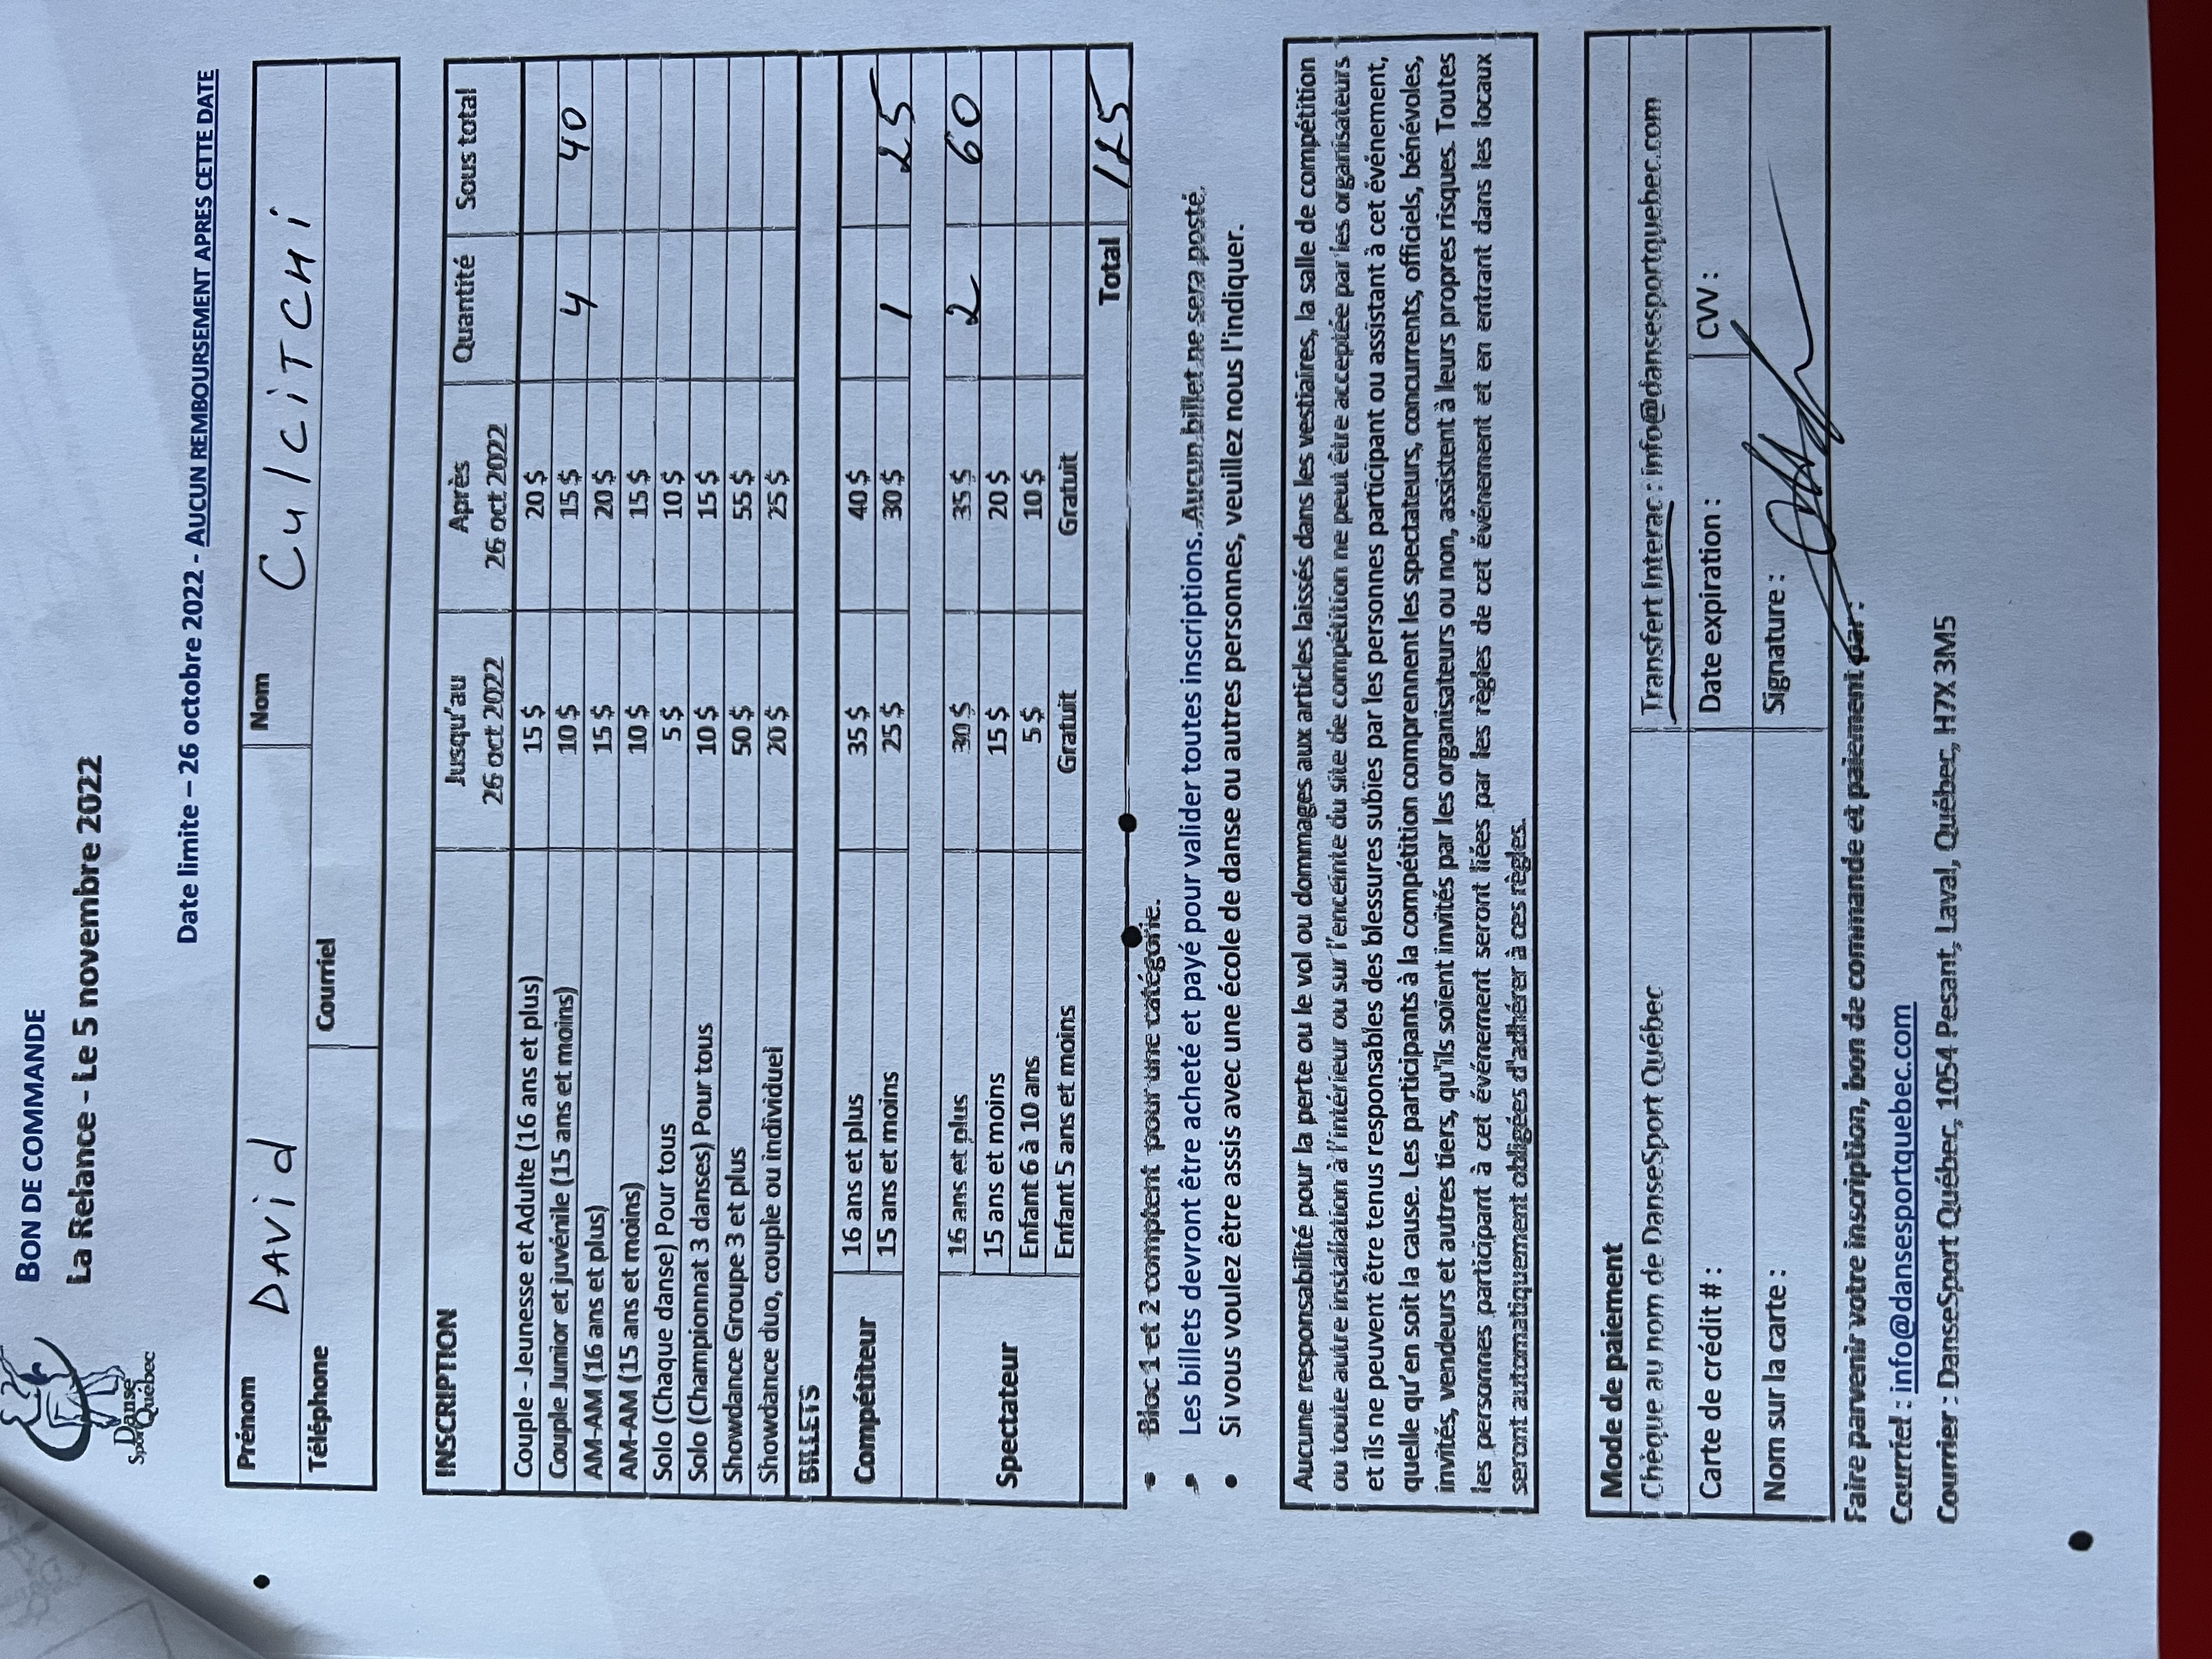 Danse
Sport Québec
BON DE COMMANDE
La Relance - Le 5 novembre 2022
Date limite – 26 octobre 2022 - AUCUN REMBOURSEMENT APRES CETTE DATE
Prénom DAVid Nom CulCiTCHi
Téléphone Courriel
INSCRIPTION Jusqu'au 26 oct 2022 Après 26 oct 2022 Quantité Sous total
Couple - Jeunesse et Adulte (16 ans et plus) 15 $ 20 $
Couple Junior et juvénile (15 ans et moins) 10 $ 15 $ 4 40
AM-AM (16 ans et plus) 15 $ 20 $
AM-AM (15 ans et moins) 10 $ 15 $
Solo (Chaque danse) Pour tous 5 $ 10 $
Solo (Championnat 3 danses) Pour tous 10 $ 15 $
Showdance Groupe 3 et plus 50 $ 55 $
Showdance duo, couple ou individuel 20 $ 25 $
BILLETS
Compétiteur 16 ans et plus 35 $ 40 $
15 ans et moins 25 $ 30 $ 1 25
Spectateur 16 ans et plus 30 $ 35 $ 2 60
15 ans et moins 15 $ 20 $
Enfant 6 à 10 ans 5 $ 10 $
Enfant 5 ans et moins Gratuit Gratuit
Total 125
• Bloc 1 et 2 comptent pour une catégorie.
• Les billets devront être acheté et payé pour valider toutes inscriptions. Aucun billet ne sera posté.
• Si vous voulez être assis avec une école de danse ou autres personnes, veuillez nous l'indiquer.
Aucune responsabilité pour la perte ou le vol ou dommages aux articles laissés dans les vestiaires, la salle de compétition
ou toute autre installation à l'intérieur ou sur l'enceinte du site de compétition ne peut être acceptée par les organisateurs
et ils ne peuvent être tenus responsables des blessures subies par les personnes participant ou assistant à cet événement,
quelle qu'en soit la cause. Les participants à la compétition comprennent les spectateurs, concurrents, officiels, bénévoles,
invités, vendeurs et autres tiers, qu'ils soient invités par les organisateurs ou non, assistent à leurs propres risques. Toutes
les personnes participant à cet événement seront liées par les règles de cet événement et en entrant dans les locaux
seront automatiquement obligées d'adhérer à ces règles.
Mode de paiement
Chèque au nom de DanseSport Québec Transfert Interac : info@dansesportquebec.com
Carte de crédit # : Date expiration : CVV :
Nom sur la carte : Signature :
Faire parvenir votre inscription, bon de commande et paiement par :
Courriel : info@dansesportquebec.com
Courrier : DanseSport Québec, 1054 Pesant, Laval, Québec, H7X 3M5